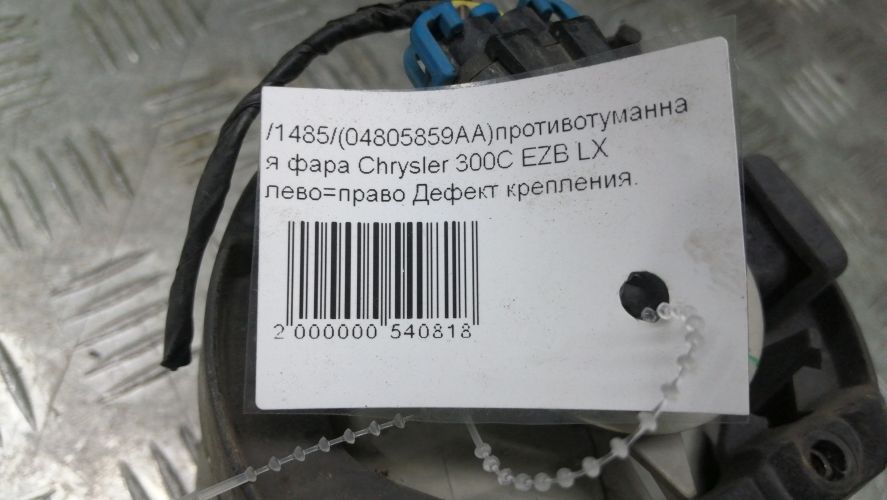 /1485/(04805859AA)противотуманна
я фара Chrysler 300C EZB LX
лево=право Дефект крепления.
2 000000 540818